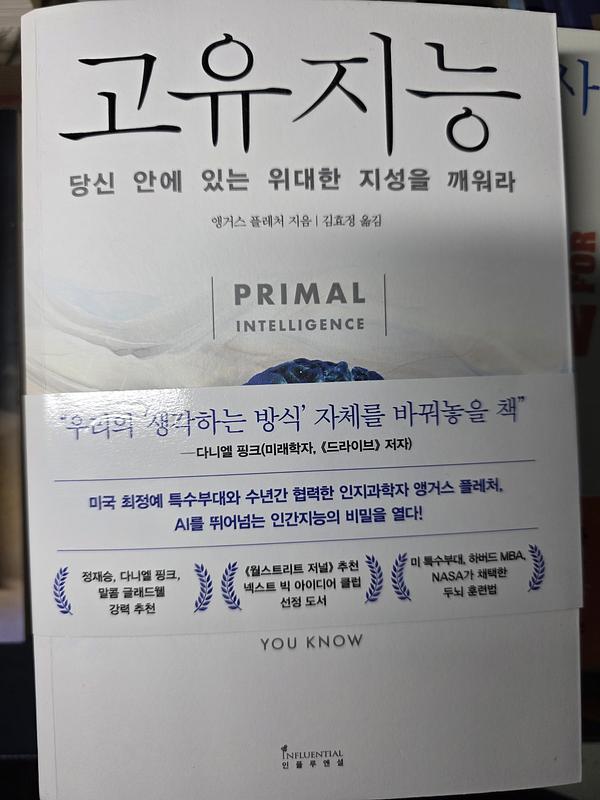 고유지능
당신 안에 있는 위대한 지성을 깨워라
앵거스 플레처 지음 | 김효정 옮김
PRIMAL
INTELLIGENCE
“우리의 ‘생각하는 방식’ 자체를 바꿔놓을 책”
—다니엘 핑크(미래학자, 《드라이브》 저자)
미국 최정예 특수부대와 수년간 협력한 인지과학자 앵거스 플레처,
AI를 뛰어넘는 인간지능의 비밀을 열다!
정재승, 다니엘 핑크,
말콤 글래드웰
강력 추천
《월스트리트 저널》 추천
넥스트 빅 아이디어 클럽
선정 도서
미 특수부대, 하버드 MBA,
NASA가 채택한
두뇌 훈련법
YOU KNOW
INFLUENTIAL
인플루엔셜
사
FOR